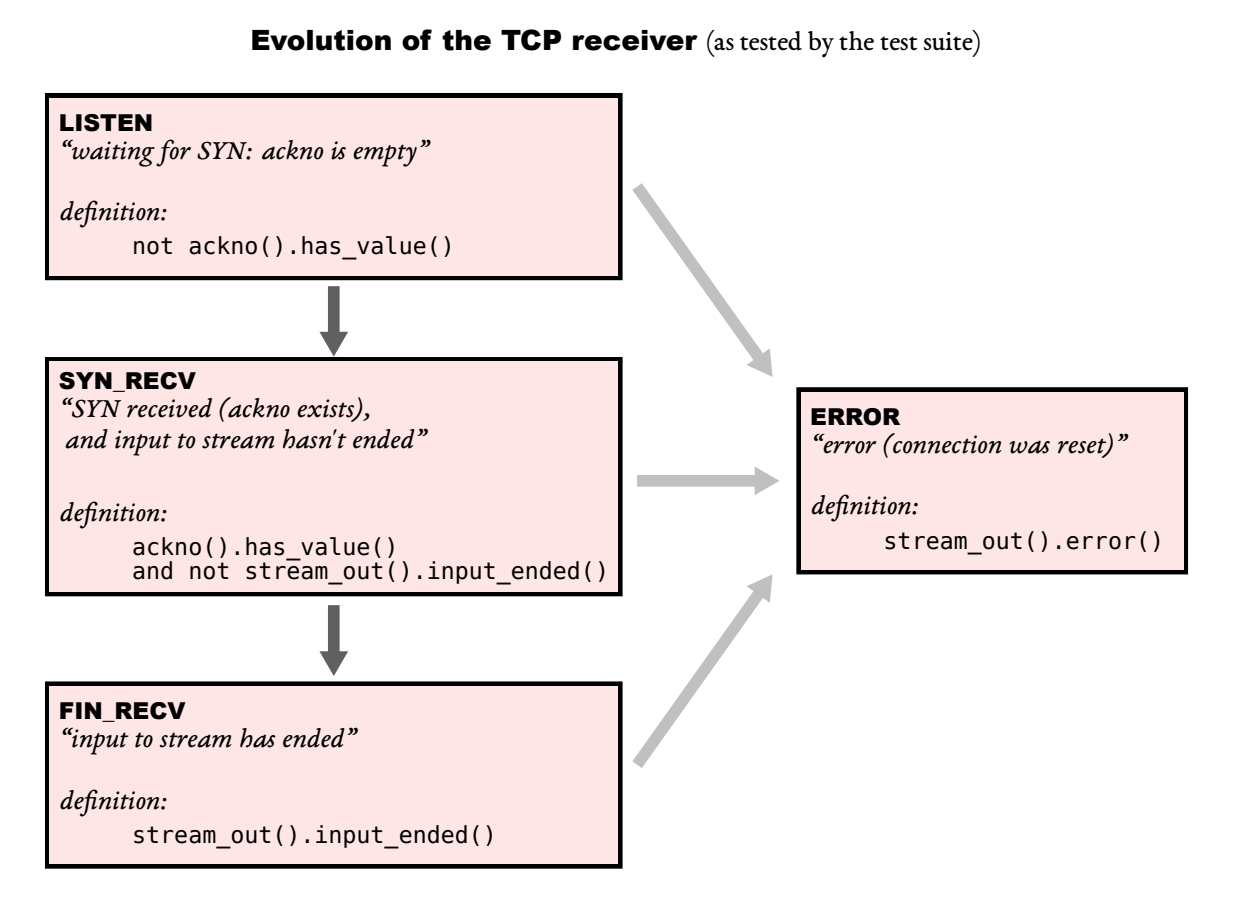 Evolution of the TCP receiver (as tested by the test suite)
LISTEN
“waiting for SYN: ackno is empty”
definition:
not ackno().has_value()
SYN_RECV
“SYN received (ackno exists),
and input to stream hasn't ended”
definition:
ackno().has_value()
and not stream_out().input_ended()
FIN_RECV
“input to stream has ended”
definition:
stream_out().input_ended()
ERROR
“error (connection was reset)”
definition:
stream_out().error()